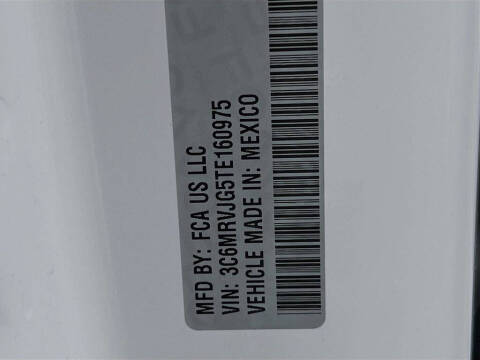 MFD BY: FCA US LLC
VIN: 3C6MRVJG5TE160975
VEHICLE MADE IN: MEXICO